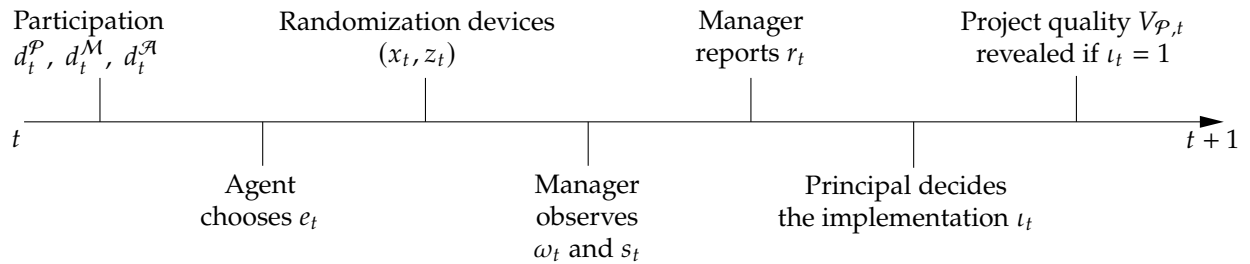 Participation
d_t^𝒫, d_t^ℳ, d_t^𝒜
Randomization devices
(x_t, z_t)
Manager
reports r_t
Project quality V_{𝒫,t}
revealed if ι_t = 1
t
t + 1
Agent
chooses e_t
Manager
observes
ω_t and s_t
Principal decides
the implementation ι_t